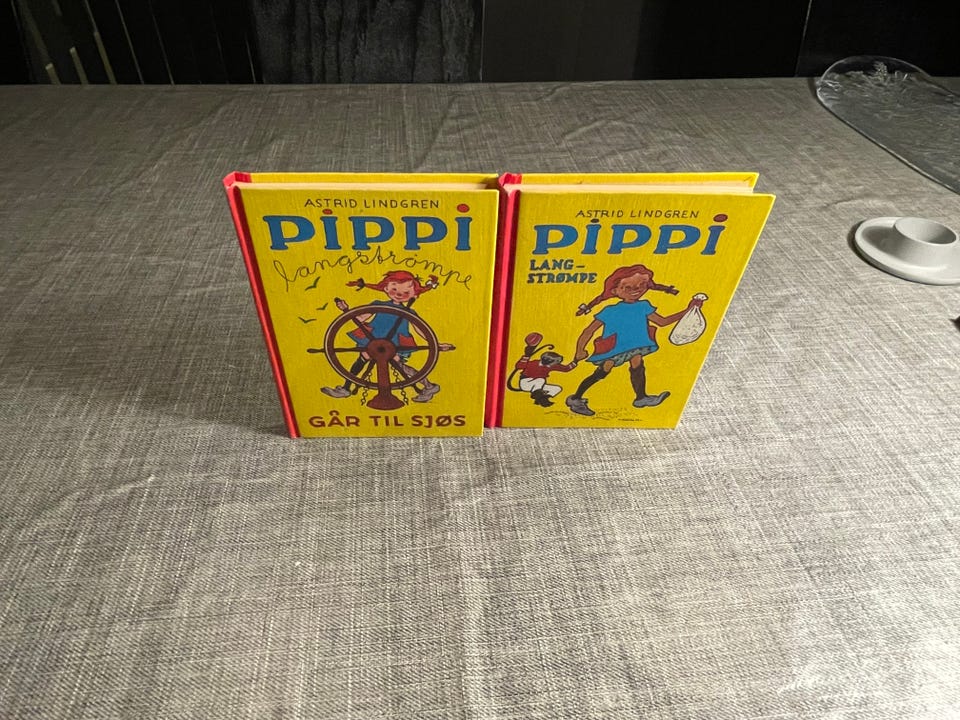 ASTRID LINDGREN
PIPPI
langstrømpe
GÅR TIL SJØS
ASTRID LINDGREN
PIPPI
LANG-
STRØMPE